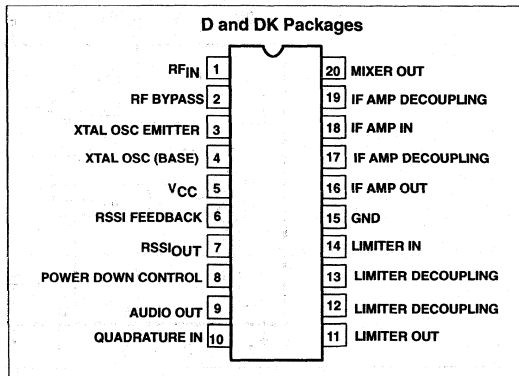 D and DK Packages
RFIN 1
RF BYPASS 2
XTAL OSC EMITTER 3
XTAL OSC (BASE) 4
VCC 5
RSSI FEEDBACK 6
RSSIOUT 7
POWER DOWN CONTROL 8
AUDIO OUT 9
QUADRATURE IN 10
20 MIXER OUT
19 IF AMP DECOUPLING
18 IF AMP IN
17 IF AMP DECOUPLING
16 IF AMP OUT
15 GND
14 LIMITER IN
13 LIMITER DECOUPLING
12 LIMITER DECOUPLING
11 LIMITER OUT